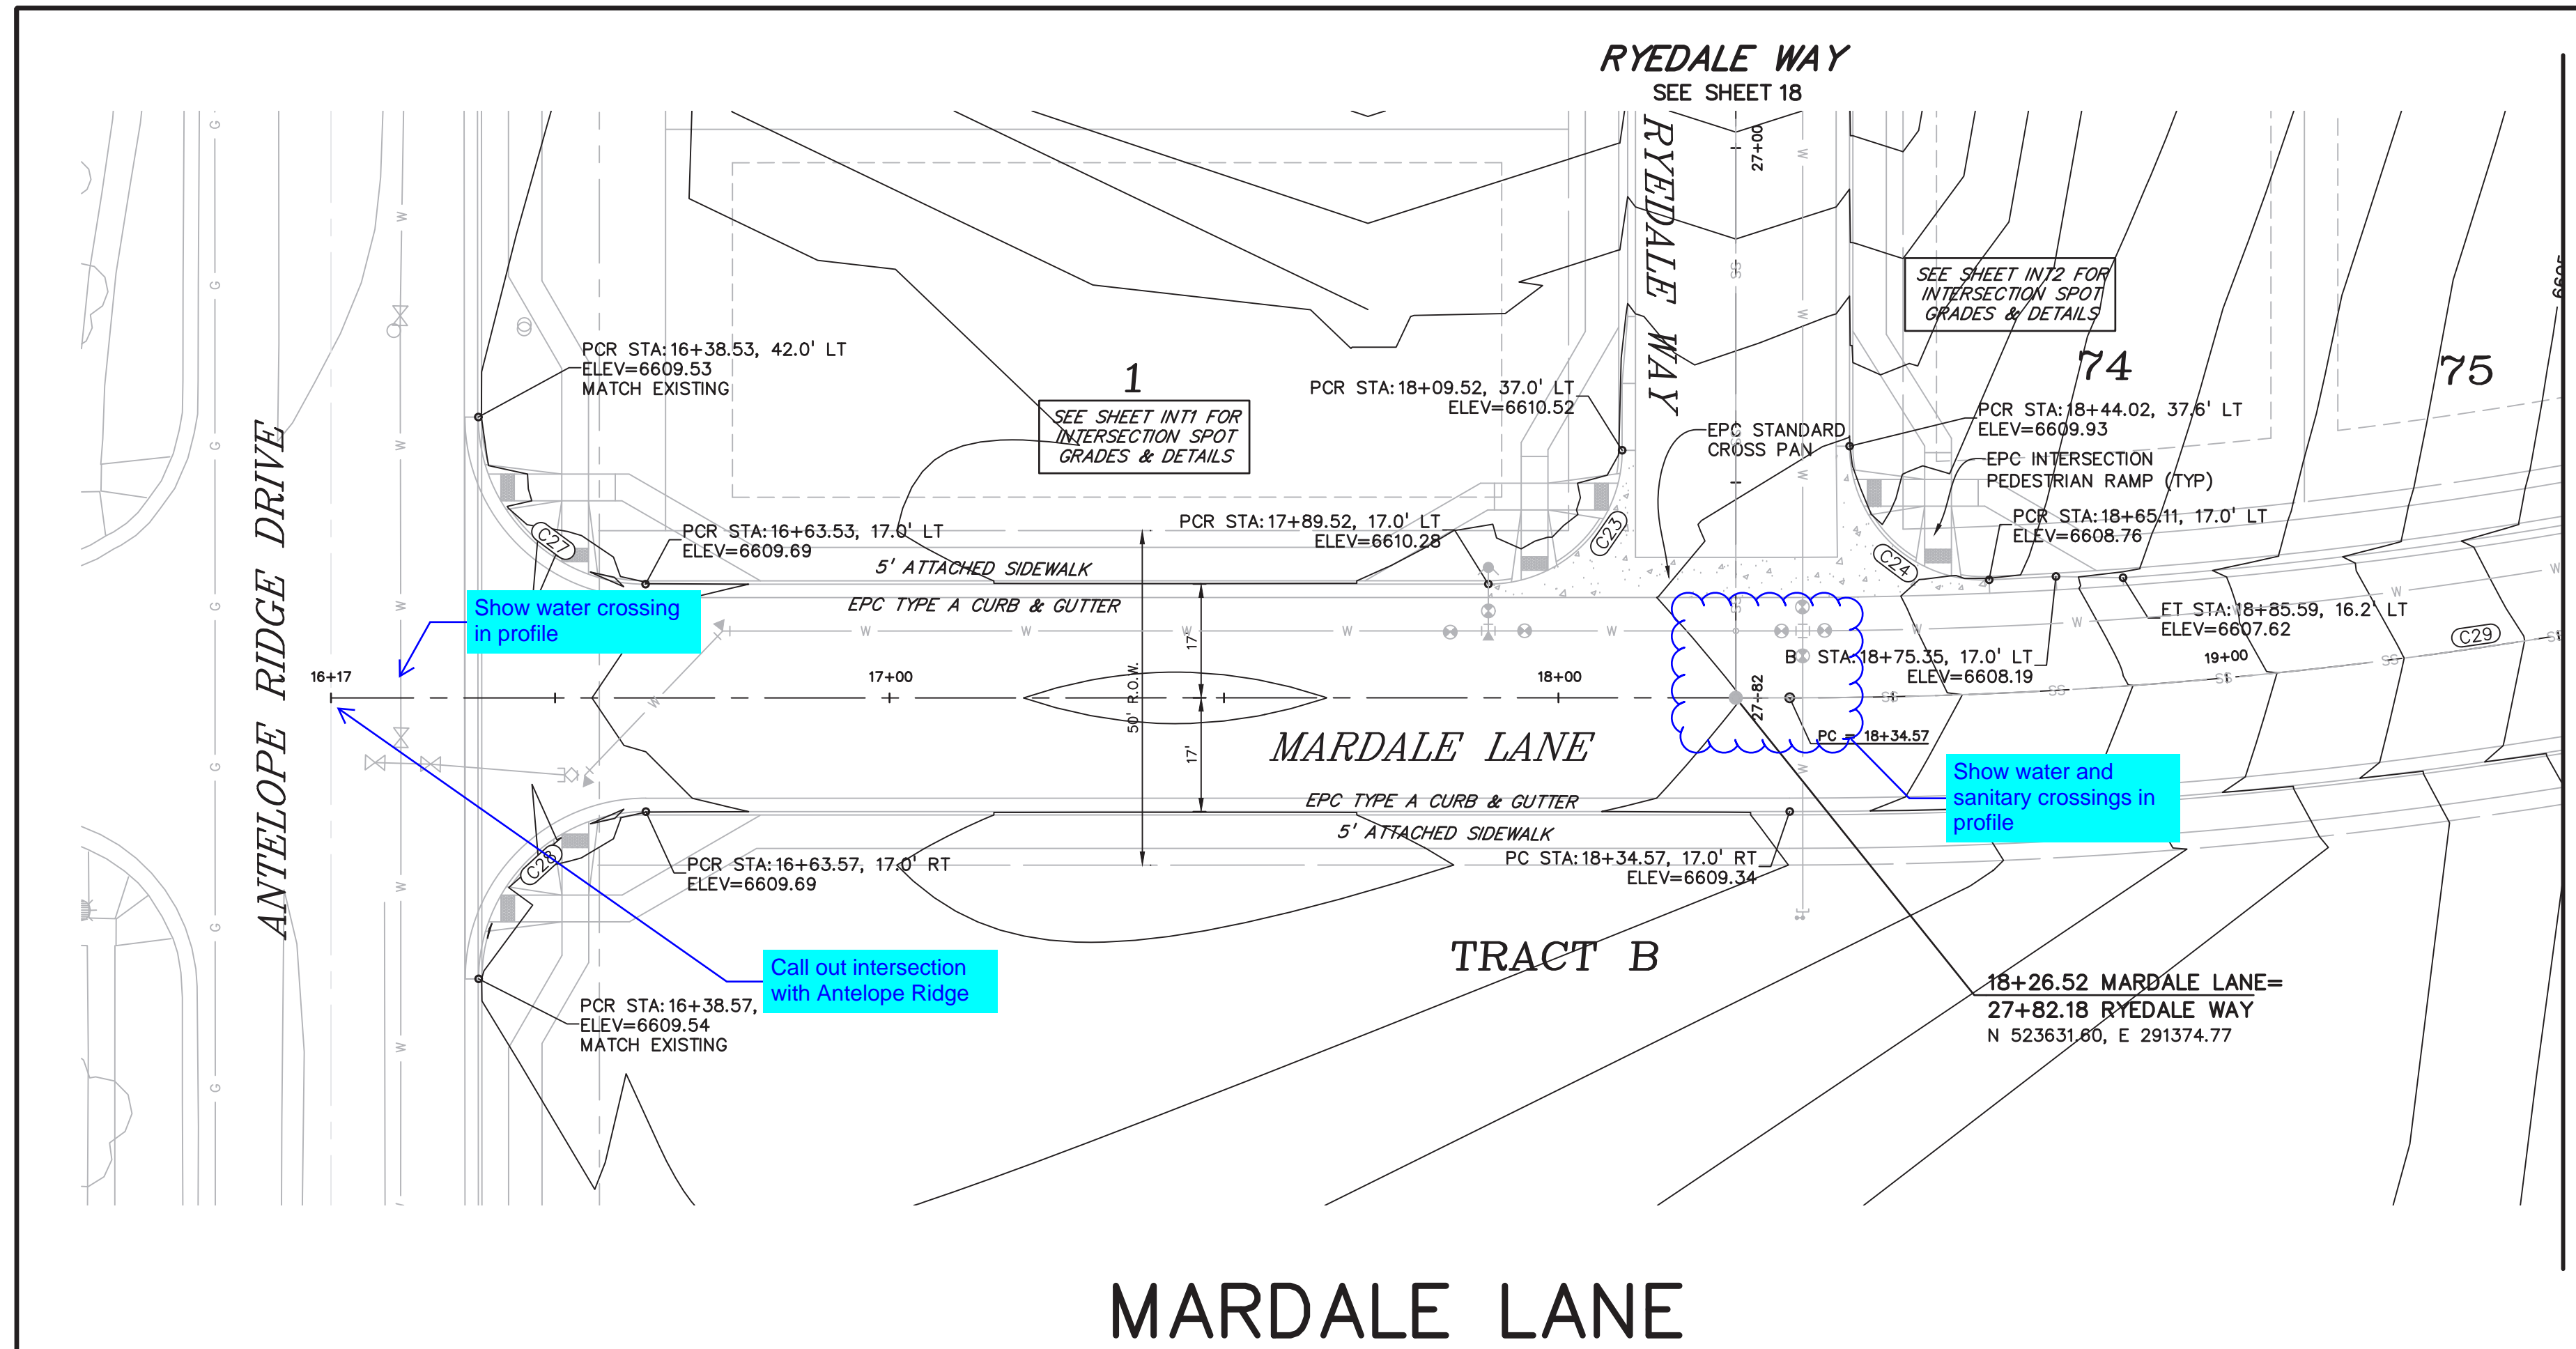 RYEDALE WAY
SEE SHEET 18
RYEDALE WAY
27+00
SEE SHEET INT2 FOR
INTERSECTION SPOT
GRADES & DETAILS
74
75
PCR STA:16+38.53, 42.0' LT
ELEV=6609.53
MATCH EXISTING
1
SEE SHEET INT1 FOR
INTERSECTION SPOT
GRADES & DETAILS
PCR STA:18+09.52, 37.0' LT
ELEV=6610.52
PCR STA:18+44.02, 37.6' LT
ELEV=6609.93
EPC STANDARD
CROSS PAN
EPC INTERSECTION
PEDESTRIAN RAMP (TYP)
ANTELOPE RIDGE DRIVE
C27
PCR STA:16+63.53, 17.0' LT
ELEV=6609.69
PCR STA:17+89.52, 17.0' LT
ELEV=6610.28
C23
C24
PCR STA:18+65.11, 17.0' LT
ELEV=6608.76
5' ATTACHED SIDEWALK
EPC TYPE A CURB & GUTTER
Show water crossing
in profile
ET STA:18+85.59, 16.2' LT
ELEV=6607.62
C29
STA:18+75.35, 17.0' LT
ELEV=6608.19
19+00
16+17
17+00
18+00
17'
50' R.O.W.
17'
27+82
PC = 18+34.57
MARDALE LANE
Show water and
sanitary crossings in
profile
EPC TYPE A CURB & GUTTER
5' ATTACHED SIDEWALK
C28
PCR STA:16+63.57, 17.0' RT
ELEV=6609.69
PC STA:18+34.57, 17.0' RT
ELEV=6609.34
TRACT B
Call out intersection
with Antelope Ridge
PCR STA:16+38.57,
ELEV=6609.54
MATCH EXISTING
18+26.52 MARDALE LANE=
27+82.18 RYEDALE WAY
N 523631.60, E 291374.77
MARDALE LANE